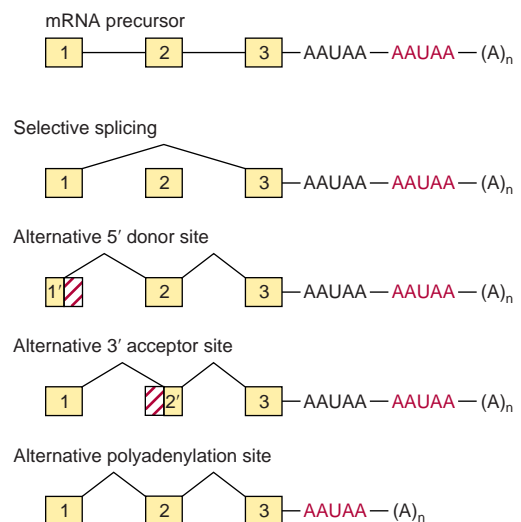 mRNA precursor
1 2 3 AAUAA AAUAA (A)n
Selective splicing
1 2 3 AAUAA AAUAA (A)n
Alternative 5′ donor site
1′ 2 3 AAUAA AAUAA (A)n
Alternative 3′ acceptor site
1 2′ 3 AAUAA AAUAA (A)n
Alternative polyadenylation site
1 2 3 AAUAA (A)n